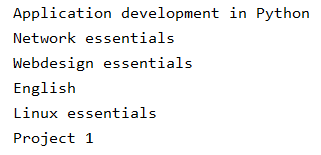 Application development in Python
Network essentials
Webdesign essentials
English
Linux essentials
Project 1